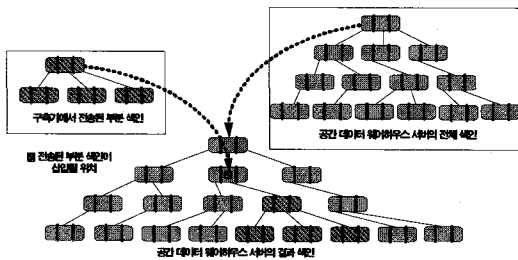 구축기에서 전송된 부분 색인
공간 데이터 웨어하우스 서버의 전체 색인
전송된 부분 색인이
삽입될 위치
공간 데이터 웨어하우스 서버의 결과 색인